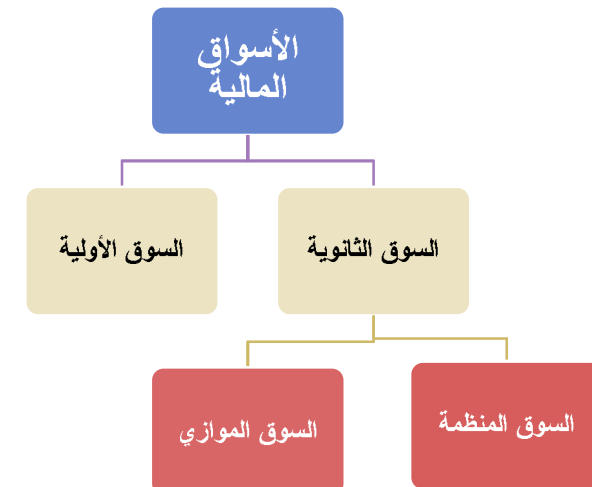 الأسواق
المالية
السوق الثانوية
السوق الأولية
السوق المنظمة
السوق الموازي